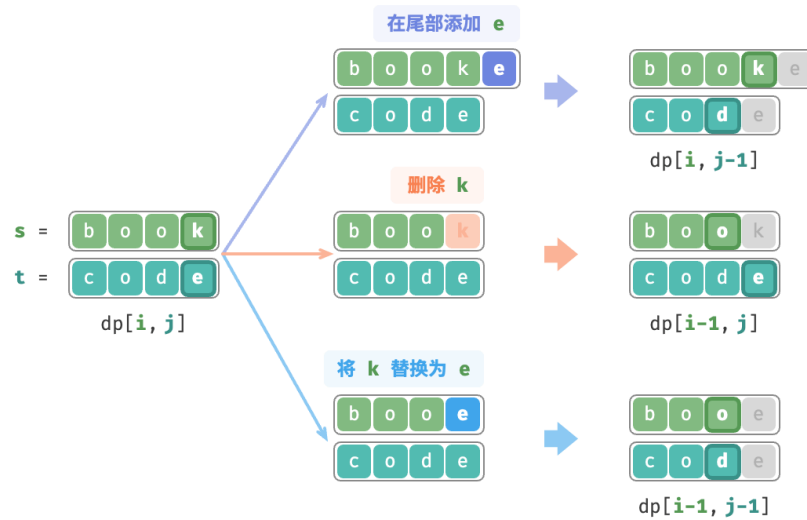 在尾部添加 e
b o o k e
c o d e
b o o k e
c o d e
dp[i, j-1]
删除 k
s = b o o k
t = c o d e
dp[i, j]
b o o k
c o d e
b o o k
c o d e
dp[i-1, j]
将 k 替换为 e
b o o e
c o d e
b o o e
c o d e
dp[i-1, j-1]